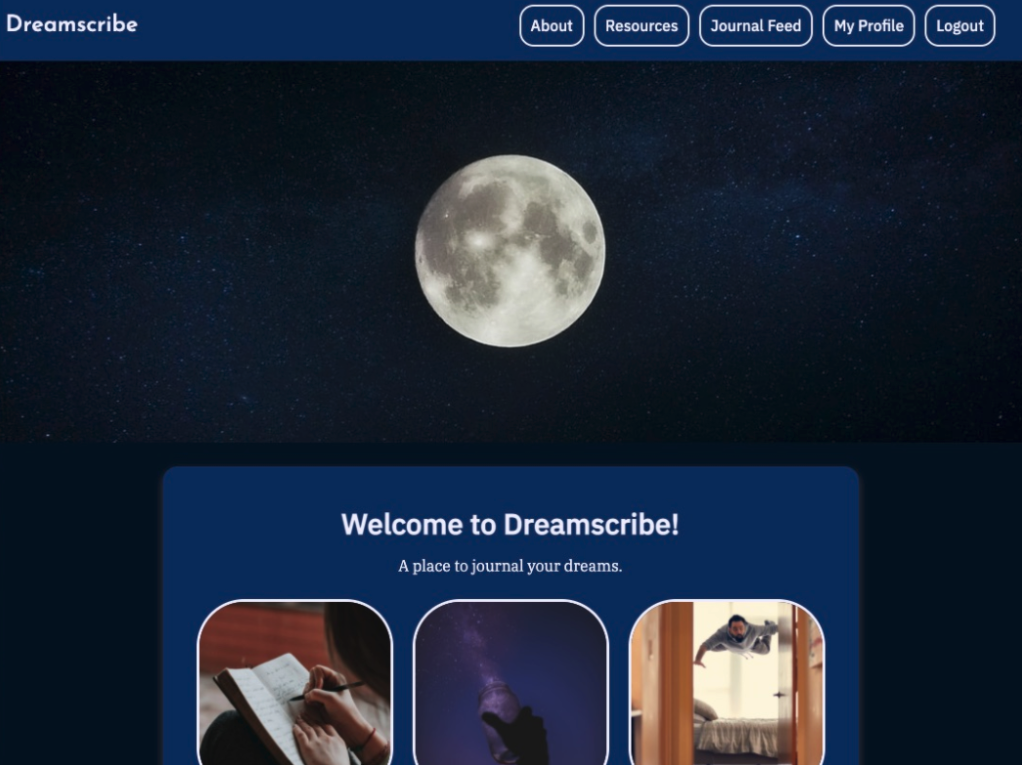 Dreamscribe
About
Resources
Journal Feed
My Profile
Logout
Welcome to Dreamscribe!
A place to journal your dreams.